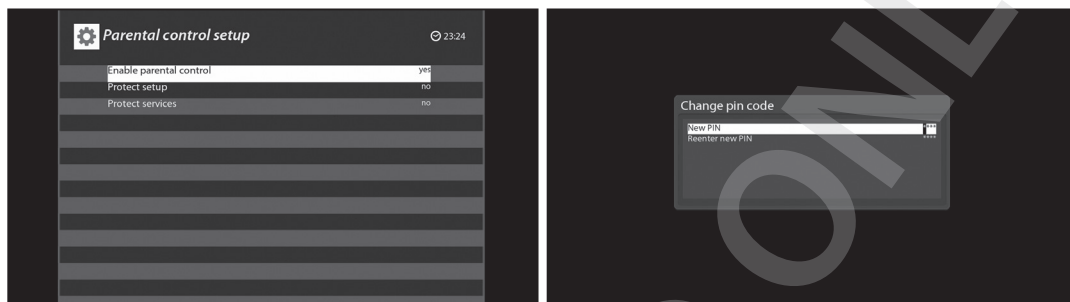 Parental control setup
23:24
Enable parental control yes
Protect setup no
Protect services no
Change pin code
New PIN ****
Reenter new PIN ****
ONL